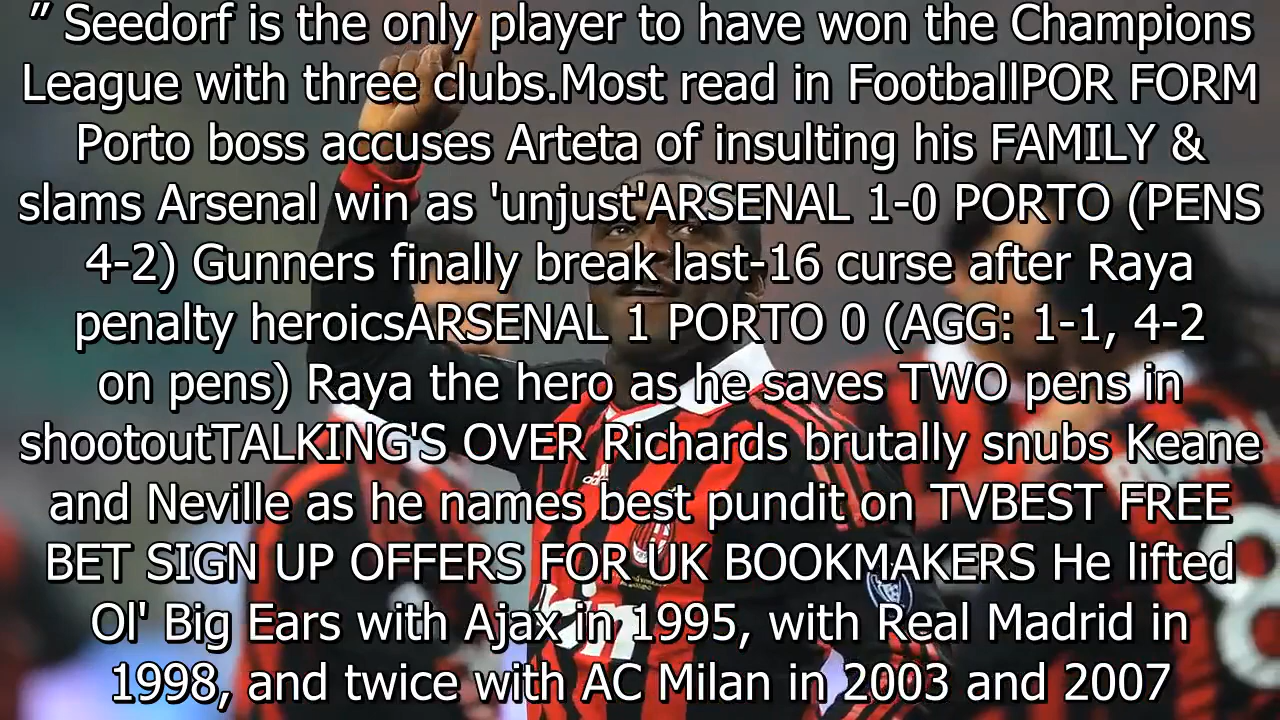 ” Seedorf is the only player to have won the Champions
League with three clubs.Most read in FootballPOR FORM
Porto boss accuses Arteta of insulting his FAMILY &
slams Arsenal win as 'unjust'ARSENAL 1-0 PORTO (PENS
4-2) Gunners finally break last-16 curse after Raya
penalty heroicsARSENAL 1 PORTO 0 (AGG: 1-1, 4-2
on pens) Raya the hero as he saves TWO pens in
shootoutTALKING'S OVER Richards brutally snubs Keane
and Neville as he names best pundit on TVBEST FREE
BET SIGN UP OFFERS FOR UK BOOKMAKERS He lifted
Ol' Big Ears with Ajax in 1995, with Real Madrid in
1998, and twice with AC Milan in 2003 and 2007
adidas
8